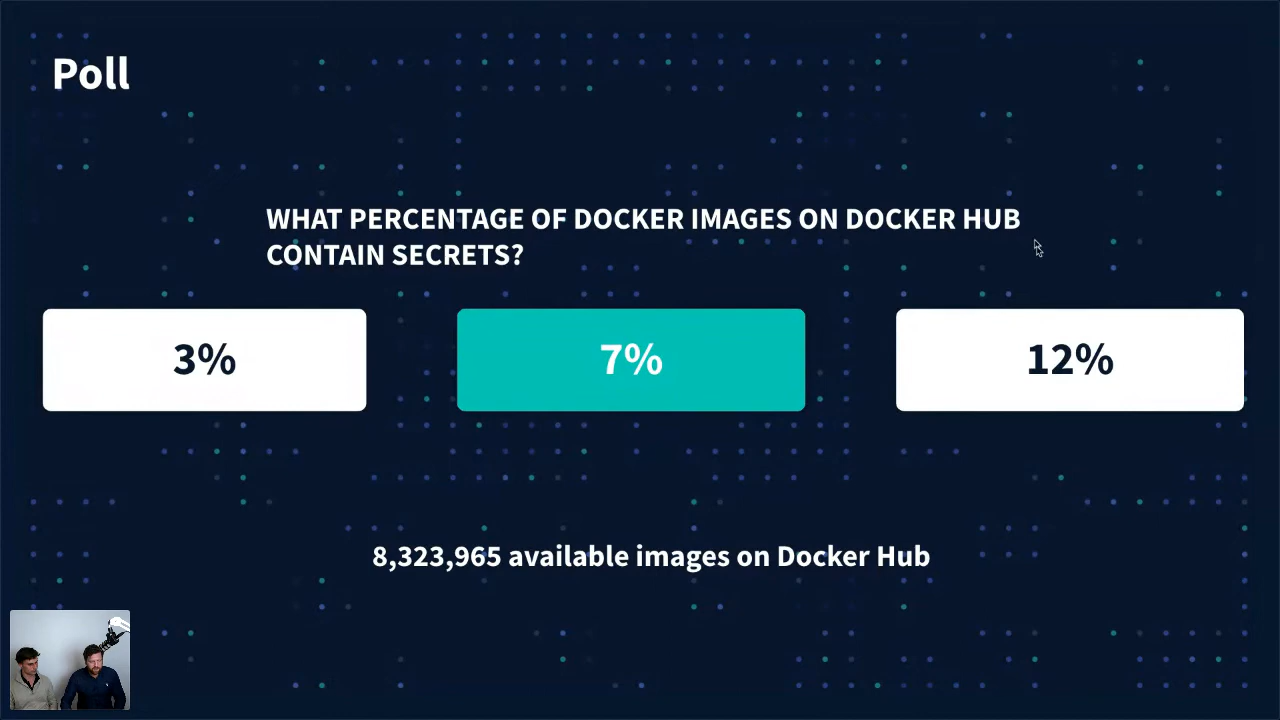 Poll
WHAT PERCENTAGE OF DOCKER IMAGES ON DOCKER HUB
CONTAIN SECRETS?
3%
7%
12%
8,323,965 available images on Docker Hub